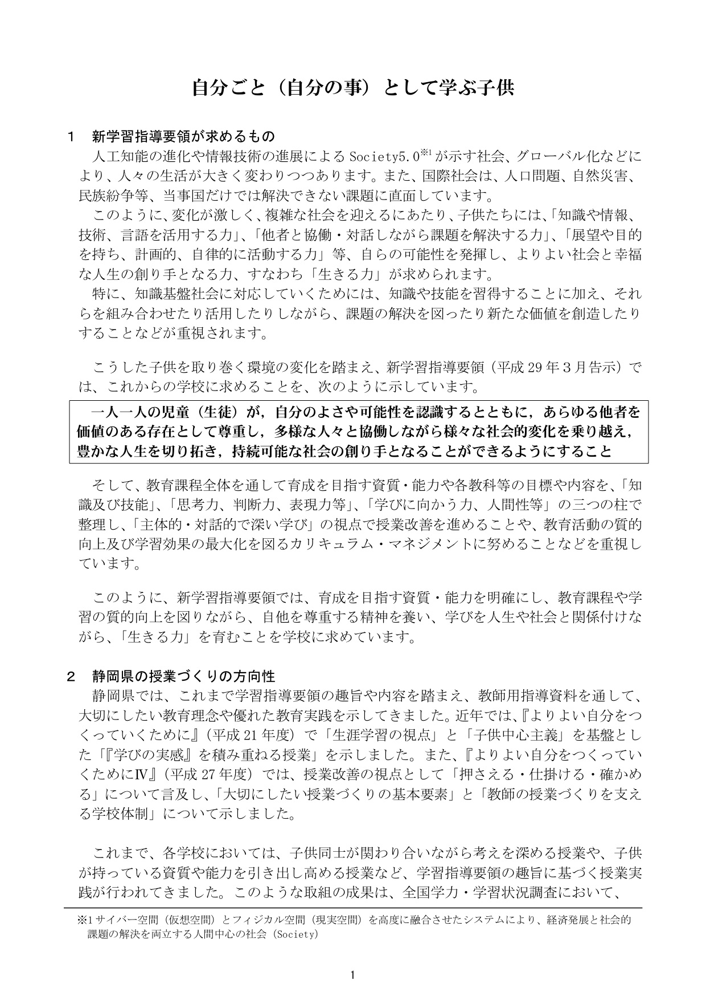 自分ごと（自分の事）として学ぶ子供
１　新学習指導要領が求めるもの
人工知能の進化や情報技術の進展による Society5.0※1 が示す社会、グローバル化などに
より、人々の生活が大きく変わりつつあります。また、国際社会は、人口問題、自然災害、
民族紛争等、当事国だけでは解決できない課題に直面しています。
このように、変化が激しく、複雑な社会を迎えるにあたり、子供たちには、「知識や情報、
技術、言語を活用する力」、「他者と協働・対話しながら課題を解決する力」、「展望や目的
を持ち、計画的、自律的に活動する力」等、自らの可能性を発揮し、よりよい社会と幸福
な人生の創り手となる力、すなわち「生きる力」が求められます。
特に、知識基盤社会に対応していくためには、知識や技能を習得することに加え、それ
らを組み合わせたり活用したりしながら、課題の解決を図ったり新たな価値を創造したり
することなどが重視されます。
こうした子供を取り巻く環境の変化を踏まえ、新学習指導要領（平成 29 年３月告示）で
は、これからの学校に求めることを、次のように示しています。
一人一人の児童（生徒）が，自分のよさや可能性を認識するとともに，あらゆる他者を
価値のある存在として尊重し，多様な人々と協働しながら様々な社会的変化を乗り越え，
豊かな人生を切り拓き，持続可能な社会の創り手となることができるようにすること
そして、教育課程全体を通して育成を目指す資質・能力や各教科等の目標や内容を、「知
識及び技能」、「思考力、判断力、表現力等」、「学びに向かう力、人間性等」の三つの柱で
整理し、「主体的・対話的で深い学び」の視点で授業改善を進めることや、教育活動の質的
向上及び学習効果の最大化を図るカリキュラム・マネジメントに努めることなどを重視し
ています。
このように、新学習指導要領では、育成を目指す資質・能力を明確にし、教育課程や学
習の質的向上を図りながら、自他を尊重する精神を養い、学びを人生や社会と関係付けな
がら、「生きる力」を育むことを学校に求めています。
２　静岡県の授業づくりの方向性
静岡県では、これまで学習指導要領の趣旨や内容を踏まえ、教師用指導資料を通して、
大切にしたい教育理念や優れた教育実践を示してきました。近年では、『よりよい自分をつ
くっていくために』（平成 21 年度）で「生涯学習の視点」と「子供中心主義」を基盤とし
た「『学びの実感』を積み重ねる授業」を示しました。また、『よりよい自分をつくってい
くためにⅣ』（平成 27 年度）では、授業改善の視点として「押さえる・仕掛ける・確かめ
る」について言及し、「大切にしたい授業づくりの基本要素」と「教師の授業づくりを支え
る学校体制」について示しました。
これまで、各学校においては、子供同士が関わり合いながら考えを深める授業や、子供
が持っている資質や能力を引き出し高める授業など、学習指導要領の趣旨に基づく授業実
践が行われてきました。このような取組の成果は、全国学力・学習状況調査において、
※1 サイバー空間（仮想空間）とフィジカル空間（現実空間）を高度に融合させたシステムにより、経済発展と社会的
課題の解決を両立する人間中心の社会（Society）
1